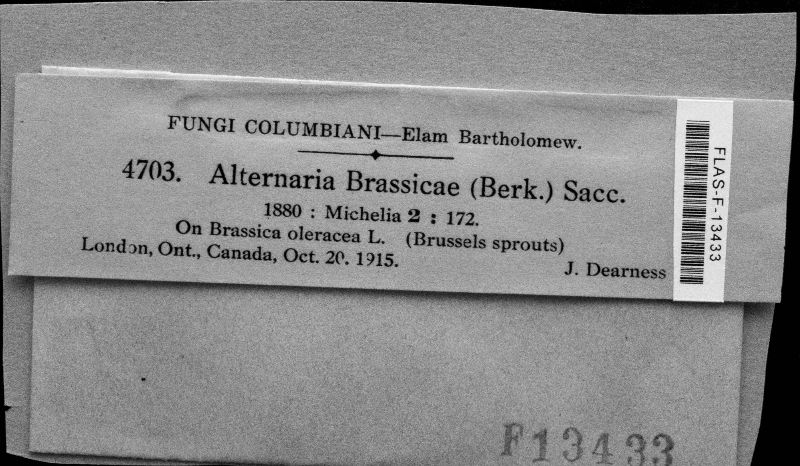 FUNGI COLUMBIANI—Elam Bartholomew.
4703. Alternaria Brassicae (Berk.) Sacc.
1880 : Michelia 2 : 172.
On Brassica oleracea L. (Brussels sprouts)
London, Ont., Canada, Oct. 20. 1915.
J. Dearness
FLAS-F-13433
F13433